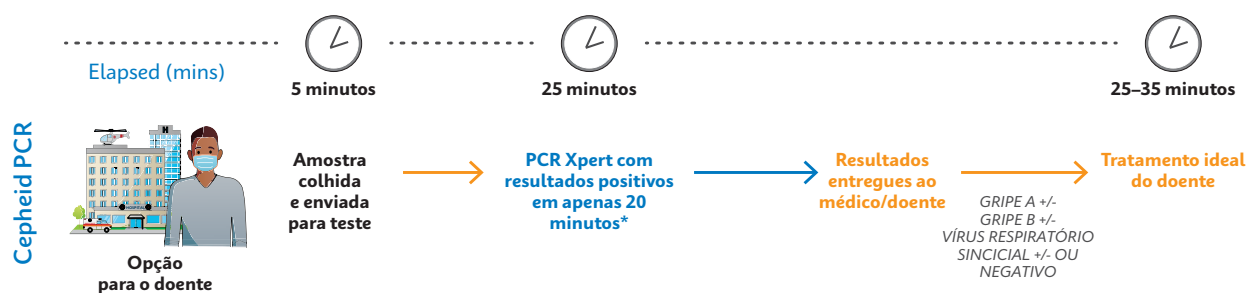 Elapsed (mins)
5 minutos
25 minutos
25–35 minutos
Cepheid PCR
H
HOSPITAL
Opção
para o doente
Amostra
colhida
e enviada
para teste
PCR Xpert com
resultados positivos
em apenas 20
minutos*
Resultados
entregues ao
médico/doente
GRIPE A +/-
GRIPE B +/-
VÍRUS RESPIRATÓRIO
SINCICIAL +/- OU
NEGATIVO
Tratamento ideal
do doente